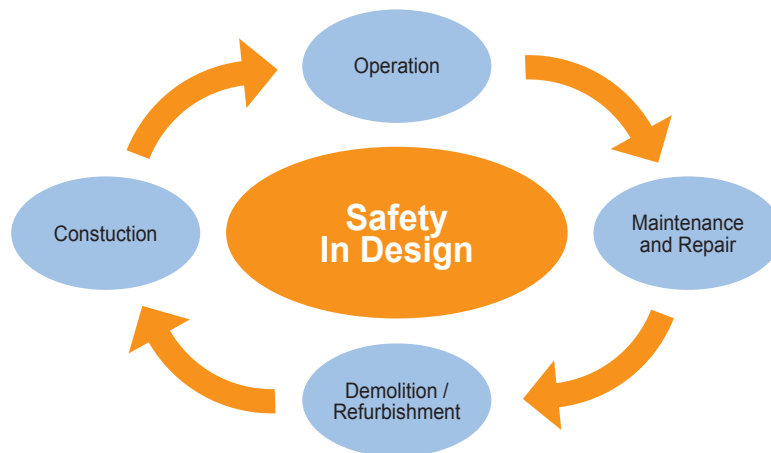 Operation
Safety
In Design
Constuction
Maintenance
and Repair
Demolition /
Refurbishment